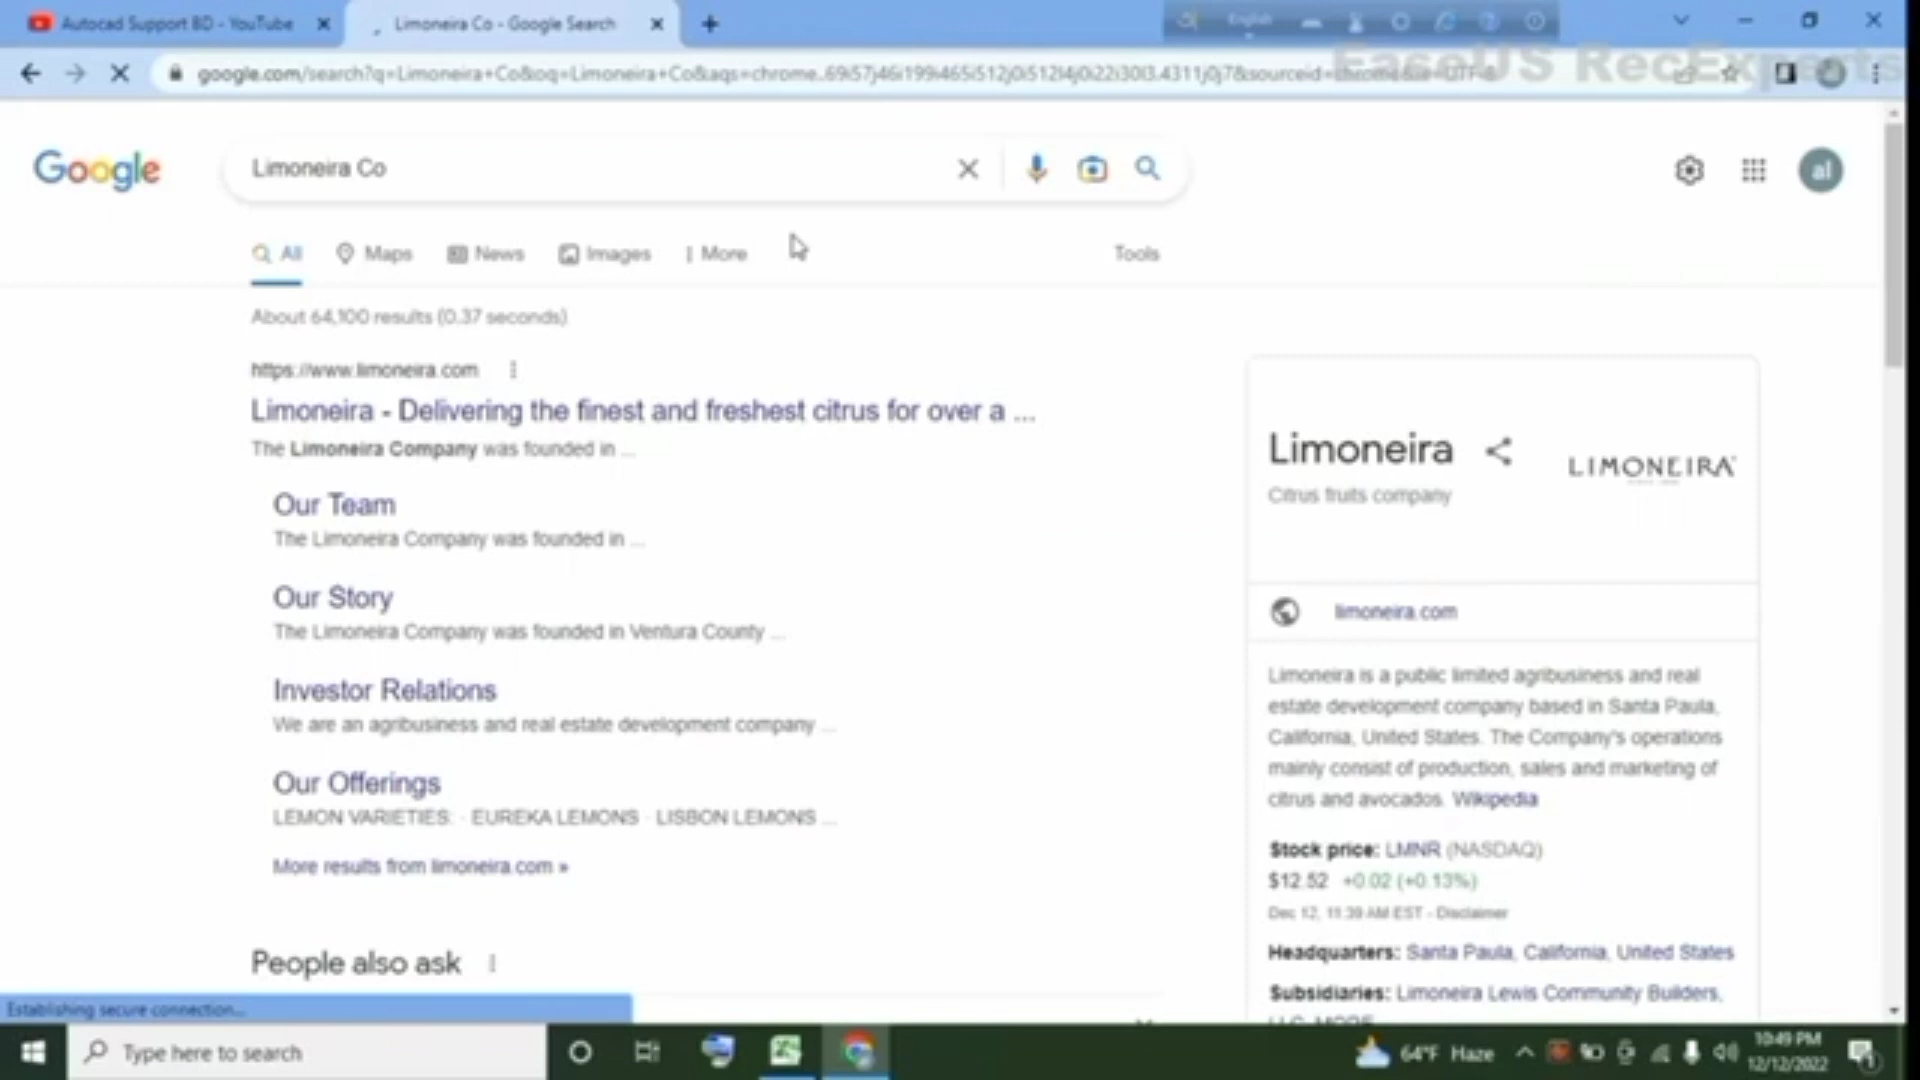 Autocad Support BD - YouTube
Limoneira Co - Google Search
English
EaseUS RecExperts
google.com/search?q=Limoneira+Co&oq=Limoneira+Co&aqs=chrome..69i57j46i199i465i512j0i512l4j0i22i30l3.4311j0j7&sourceid=chrome&ie=UTF-8
Google
Limoneira Co
al
All
Maps
News
Images
More
Tools
About 64,100 results (0.37 seconds)
https://www.limoneira.com
Limoneira - Delivering the finest and freshest citrus for over a ...
The Limoneira Company was founded in ...
Our Team
The Limoneira Company was founded in ...
Our Story
The Limoneira Company was founded in Ventura County ...
Investor Relations
We are an agribusiness and real estate development company ...
Our Offerings
LEMON VARIETIES: · EUREKA LEMONS · LISBON LEMONS ...
More results from limoneira.com »
People also ask
Limoneira
LIMONEIRA
Citrus fruits company
limoneira.com
Limoneira is a public limited agribusiness and real
estate development company based in Santa Paula,
California, United States. The Company's operations
mainly consist of production, sales and marketing of
citrus and avocados. Wikipedia
Stock price: LMNR (NASDAQ)
$12.52 +0.02 (+0.13%)
Dec 12, 11:39 AM EST - Disclaimer
Headquarters: Santa Paula, California, United States
Subsidiaries: Limoneira Lewis Community Builders,
LLC, MORE
Establishing secure connection...
Type here to search
64°F Haze
10:49 PM
12/12/2022